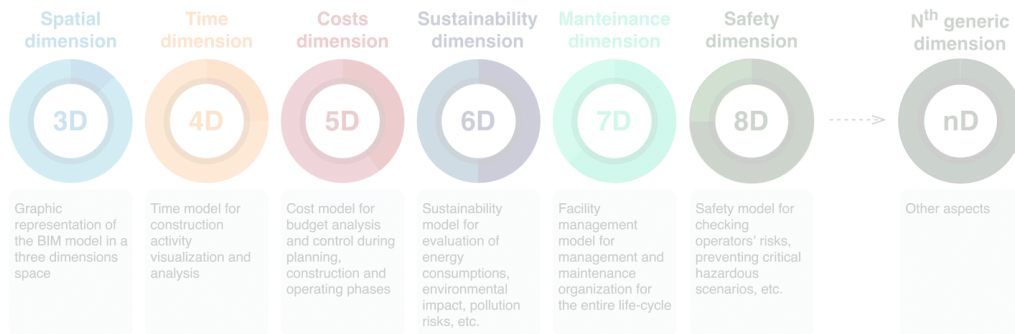 Spatial
dimension
3D
Graphic
representation of
the BIM model in a
three dimensions
space
Time
dimension
4D
Time model for
construction
activity
visualization and
analysis
Costs
dimension
5D
Cost model for
budget analysis
and control during
planning,
construction and
operating phases
Sustainability
dimension
6D
Sustainability
model for
evaluation of
energy
consumptions,
environmental
impact, pollution
risks, etc.
Manteinance
dimension
7D
Facility
management
model for
management and
maintenance
organization for
the entire life-cycle
Safety
dimension
8D
Safety model for
checking
operators' risks,
preventing critical
hazardous
scenarios, etc.
Nth generic
dimension
nD
Other aspects